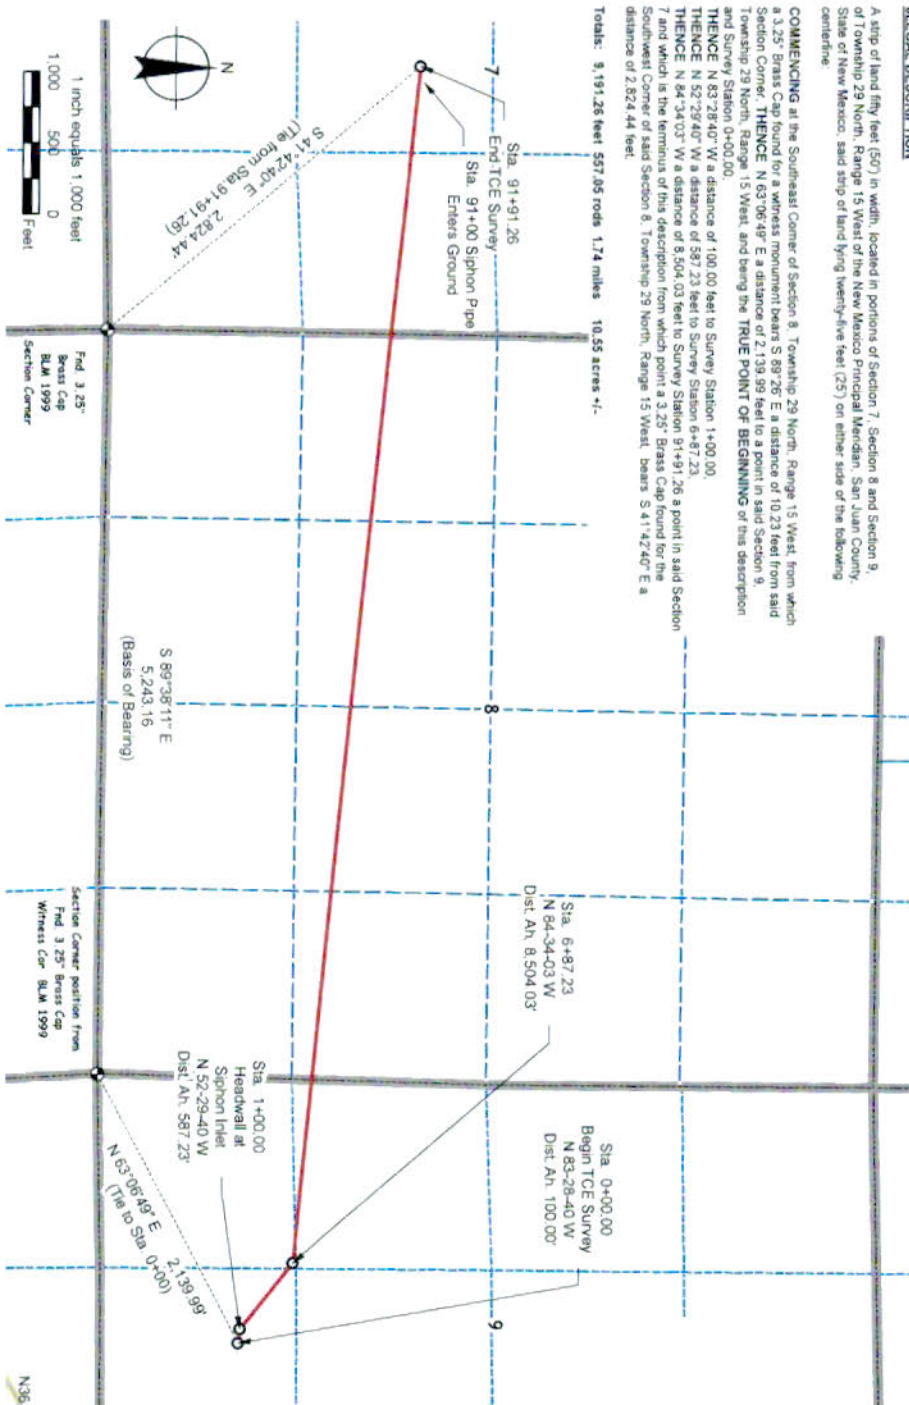 A strip of land fifty feet (50') in width, located in portions of Section 7, Section 8 and Section 9,
of Township 29 North, Range 15 West of the New Mexico Principal Meridian, San Juan County,
State of New Mexico, said strip of land lying twenty-five feet (25') on either side of the following
centerline:
COMMENCING at the Southeast Corner of Section 8, Township 29 North, Range 15 West, from which
a 3.25" Brass Cap found for a witness monument bears S 89°26' E a distance of 10.23 feet from said
Section Corner, THENCE N 63°06'49" E a distance of 2,139.99 feet to a point in said Section 9,
Township 29 North, Range 15 West, and being the TRUE POINT OF BEGINNING of this description
and Survey Station 0+00.00,
THENCE N 83°28'40" W a distance of 100.00 feet to Survey Station 1+00.00,
THENCE N 52°29'40" W a distance of 587.23 feet to Survey Station 6+87.23,
THENCE N 84°34'03" W a distance of 8,504.03 feet to Survey Station 91+91.26 a point in said Section
7 and which is the terminus of this description from which point a 3.25" Brass Cap found for the
Southwest Corner of said Section 8, Township 29 North, Range 15 West, bears S 41°42'40" E a
distance of 2,824.44 feet.
Totals: 9,191.26 feet 557.05 rods 1.74 miles 10.55 acres +/-
7
8
9
Sta. 91+91.26
End TCE Survey
Sta. 91+00 Siphon Pipe
Enters Ground
Sta. 6+87.23
N 84-34-03 W
Dist. Ah. 8,504.03'
Sta. 0+00.00
Begin TCE Survey
N 83-28-40 W
Dist. Ah. 100.00'
Sta. 1+00.00
Headwall at
Siphon Inlet
N 52-29-40 W
Dist. Ah. 587.23'
N
S 41°42'40" E
2,824.44
(Tie from Sta 91+91.26)
S 89°38'11" E
5,243.16
(Basis of Bearing)
N 63°06'49" E 2,139.99'
(Tie to Sta. 0+00)
1 inch equals 1,000 feet
1,000 500 0
Feet
Fnd. 3.25"
Brass Cap
BLM 1999
Section Corner
Section Corner position from
Fnd. 3.25" Brass Cap
Witness Cor. BLM 1999
N36